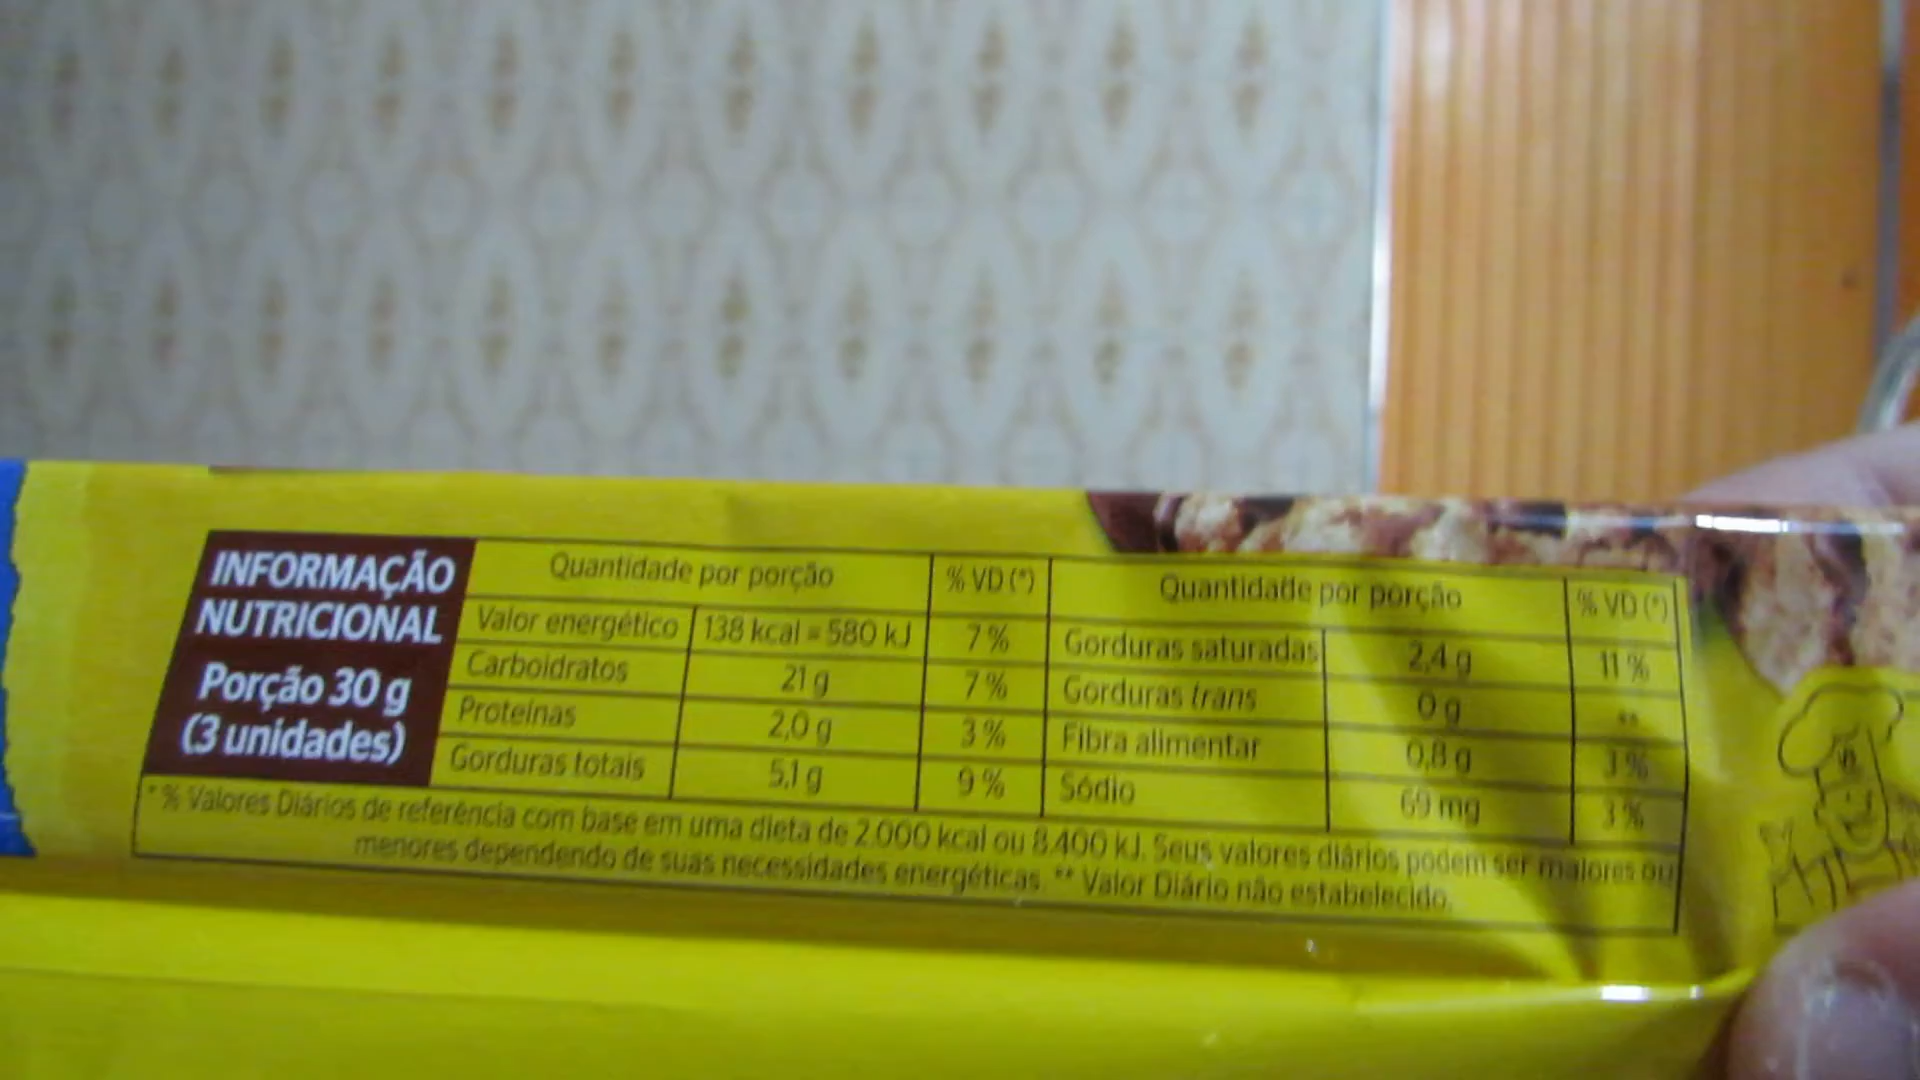 INFORMAÇÃO
NUTRICIONAL
Porção 30 g
(3 unidades)
Quantidade por porção % VD (*) Quantidade por porção % VD (*)
Valor energético 138 kcal = 580 kJ 7 % Gorduras saturadas 2,4 g 11 %
Carboidratos 21 g 7 % Gorduras trans 0 g **
Proteínas 2,0 g 3 % Fibra alimentar 0,8 g 3 %
Gorduras totais 5,1 g 9 % Sódio 69 mg 3 %
* % Valores Diários de referência com base em uma dieta de 2.000 kcal ou 8.400 kJ. Seus valores diários podem ser maiores ou
menores dependendo de suas necessidades energéticas. ** Valor Diário não estabelecido.